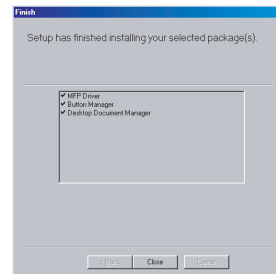 Finish
Setup has finished installing your selected package(s).
MFP Driver
Button Manager
Desktop Document Manager
< Back
Close
Cancel